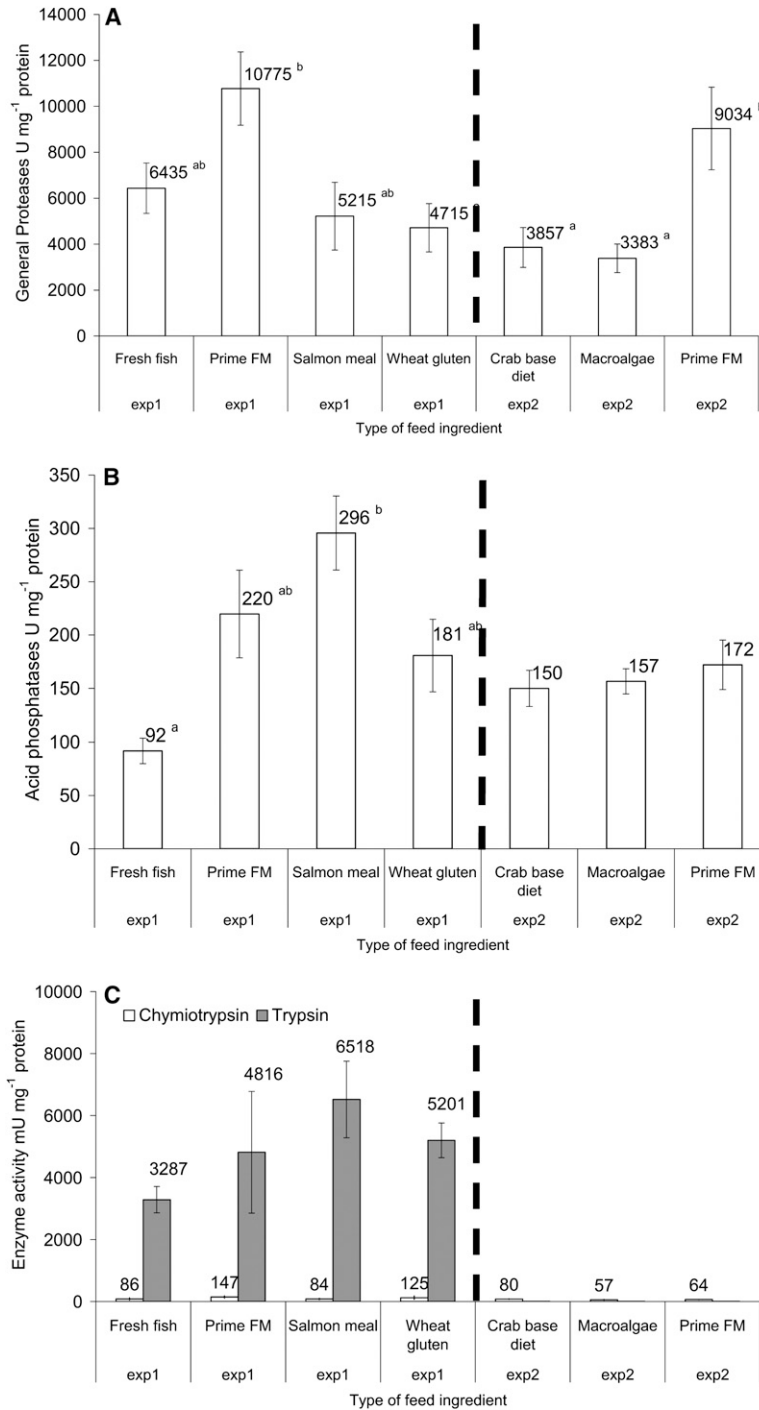 A
General Proteases U mg-1 protein
14000
12000
10000
8000
6000
4000
2000
0
6435 ab
10775 b
5215 ab
4715
3857 a
3383 a
9034
Fresh fish
Prime FM
Salmon meal
Wheat gluten
Crab base diet
Macroalgae
Prime FM
exp1
exp1
exp1
exp1
exp2
exp2
exp2
Type of feed ingredient
B
Acid phosphatases U mg-1 protein
350
300
250
200
150
100
50
0
92 a
220 ab
296 b
181 ab
150
157
172
Fresh fish
Prime FM
Salmon meal
Wheat gluten
Crab base diet
Macroalgae
Prime FM
exp1
exp1
exp1
exp1
exp2
exp2
exp2
Type of feed ingredient
C
Enzyme activity mU mg-1 protein
10000
8000
6000
4000
2000
0
Chymiotrypsin
Trypsin
86
3287
147
4816
84
6518
125
5201
80
57
64
Fresh fish
Prime FM
Salmon meal
Wheat gluten
Crab base diet
Macroalgae
Prime FM
exp1
exp1
exp1
exp1
exp2
exp2
exp2
Type of feed ingredient